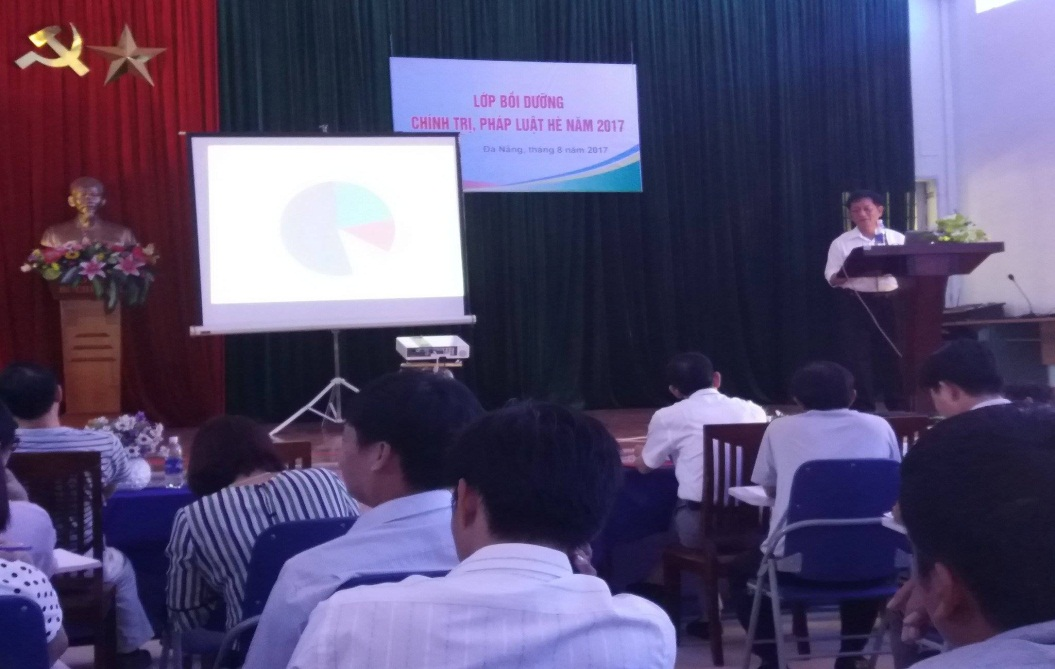 LỚP BỒI DƯỠNG
CHÍNH TRỊ, PHÁP LUẬT HÈ NĂM 2017
Đà Nẵng, tháng 8 năm 2017